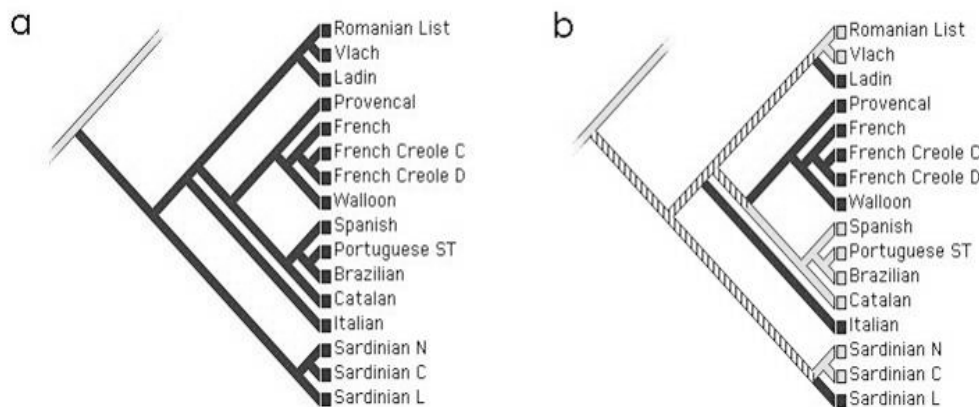 a
Romanian List
Vlach
Ladin
Provencal
French
French Creole C
French Creole D
Walloon
Spanish
Portuguese ST
Brazilian
Catalan
Italian
Sardinian N
Sardinian C
Sardinian L
b
Romanian List
Vlach
Ladin
Provencal
French
French Creole C
French Creole D
Walloon
Spanish
Portuguese ST
Brazilian
Catalan
Italian
Sardinian N
Sardinian C
Sardinian L